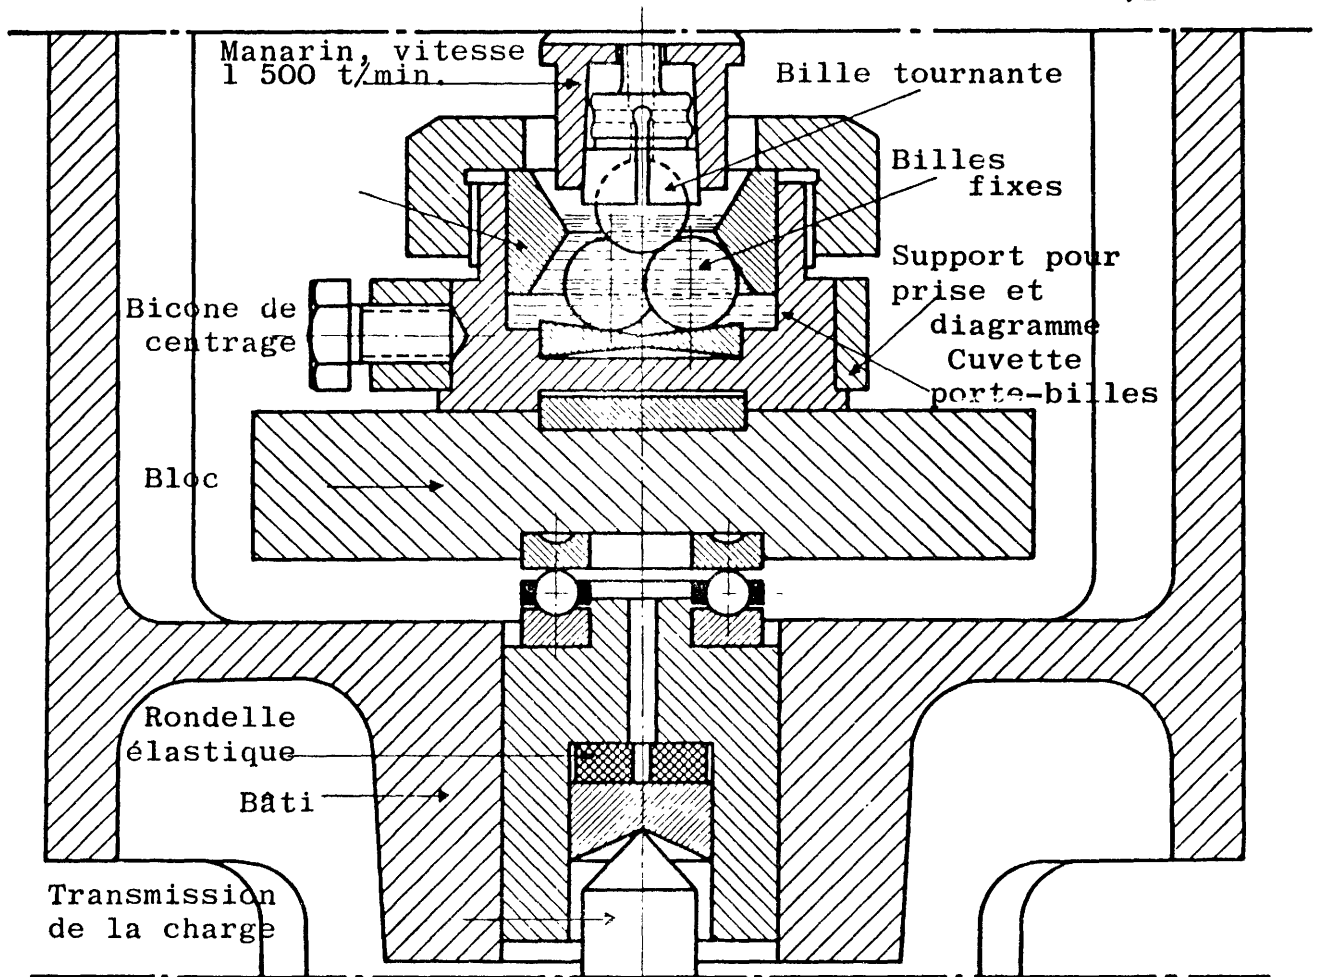 Manarin, vitesse
1 500 t/min.
Bille tournante
Billes
fixes
Support pour
prise et
diagramme
Cuvette
porte-billes
Bicone de
centrage
Bloc
Rondelle
élastique
Bâti
Transmission
de la charge